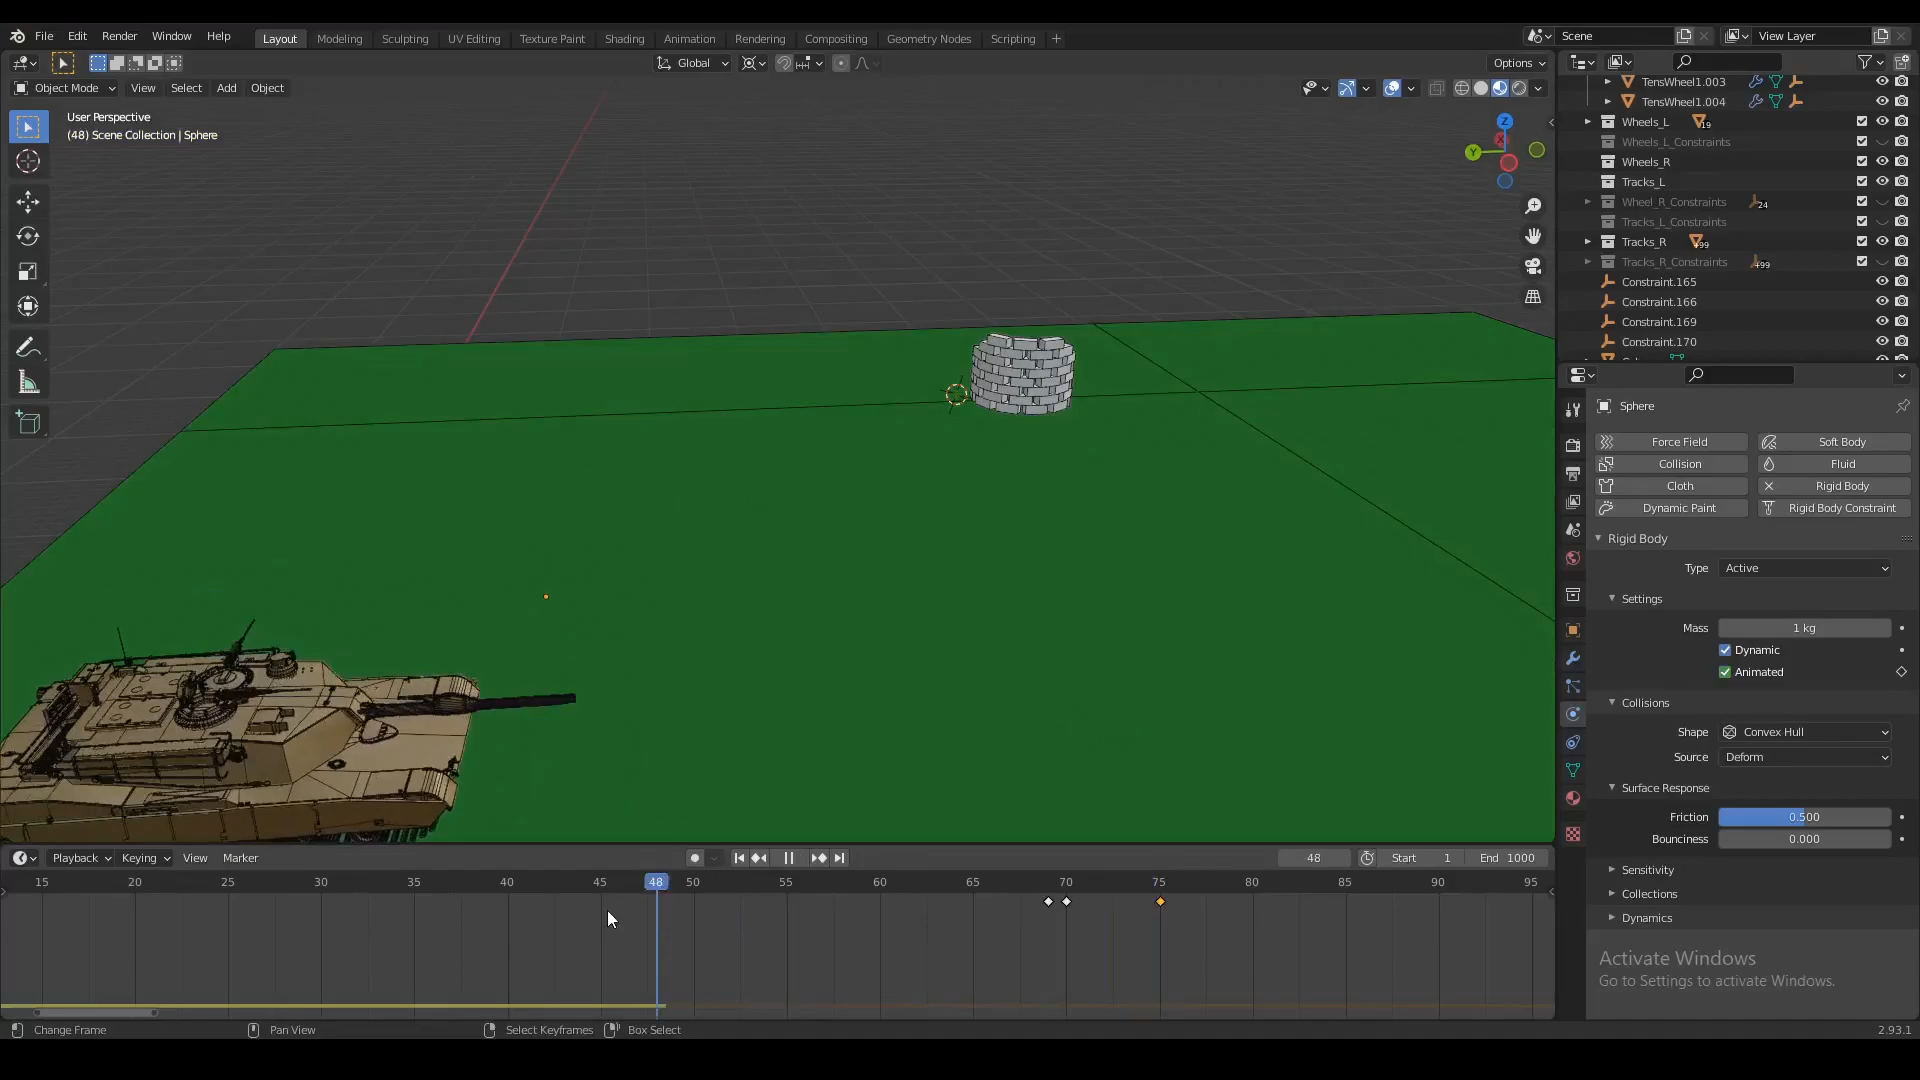 File Edit Render Window Help Layout Modeling Sculpting UV Editing Texture Paint Shading Animation Rendering Compositing Geometry Nodes Scripting Scene View Layer
Global Options
Object Mode View Select Add Object
User Perspective
(48) Scene Collection | Sphere
Z
X
Y
TensWheel1.003
TensWheel1.004
Wheels_L 19
Wheels_L_Constraints
Wheels_R
Tracks_L
Wheel_R_Constraints 24
Tracks_L_Constraints
Tracks_R +99
Tracks_R_Constraints +99
Constraint.165
Constraint.166
Constraint.169
Constraint.170
Sphere
Force Field Soft Body
Collision Fluid
Cloth Rigid Body
Dynamic Paint Rigid Body Constraint
Rigid Body
Type Active
Settings
Mass 1 kg
Dynamic
Animated
Collisions
Shape Convex Hull
Source Deform
Surface Response
Friction 0.500
Bounciness 0.000
Sensitivity
Collections
Dynamics
Activate Windows
Go to Settings to activate Windows.
Playback Keying View Marker 48 Start 1 End 1000
15 20 25 30 35 40 45 48 50 55 60 65 70 75 80 85 90 95
Change Frame Pan View Select Keyframes Box Select 2.93.1